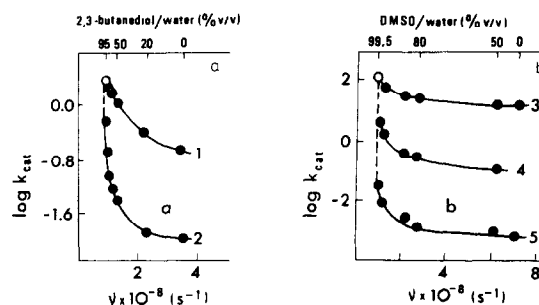 2,3-butanediol/water (% v/v)
95 50 20 0
a
0.0
-0.8
-1.6
log kcat
1
2
a
2 4
ν x 10⁻⁸ (s⁻¹)
DMSO/water (% v/v)
99,5 80 50 0
b
2
0
-2
log kcat
3
4
5
b
4 8
ν x 10⁻⁸ (s⁻¹)